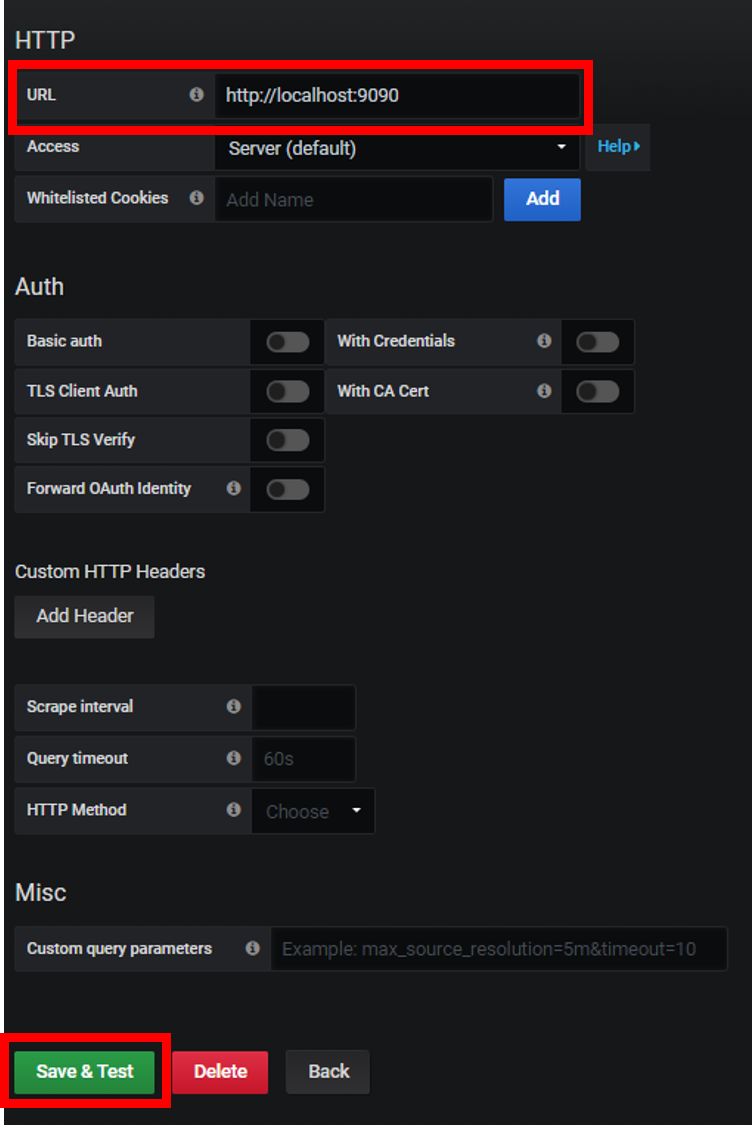 HTTP
URL http://localhost:9090
Access Server (default) Help
Whitelisted Cookies Add Name Add
Auth
Basic auth With Credentials
TLS Client Auth With CA Cert
Skip TLS Verify
Forward OAuth Identity
Custom HTTP Headers
Add Header
Scrape interval
Query timeout 60s
HTTP Method Choose
Misc
Custom query parameters Example: max_source_resolution=5m&timeout=10
Save & Test Delete Back